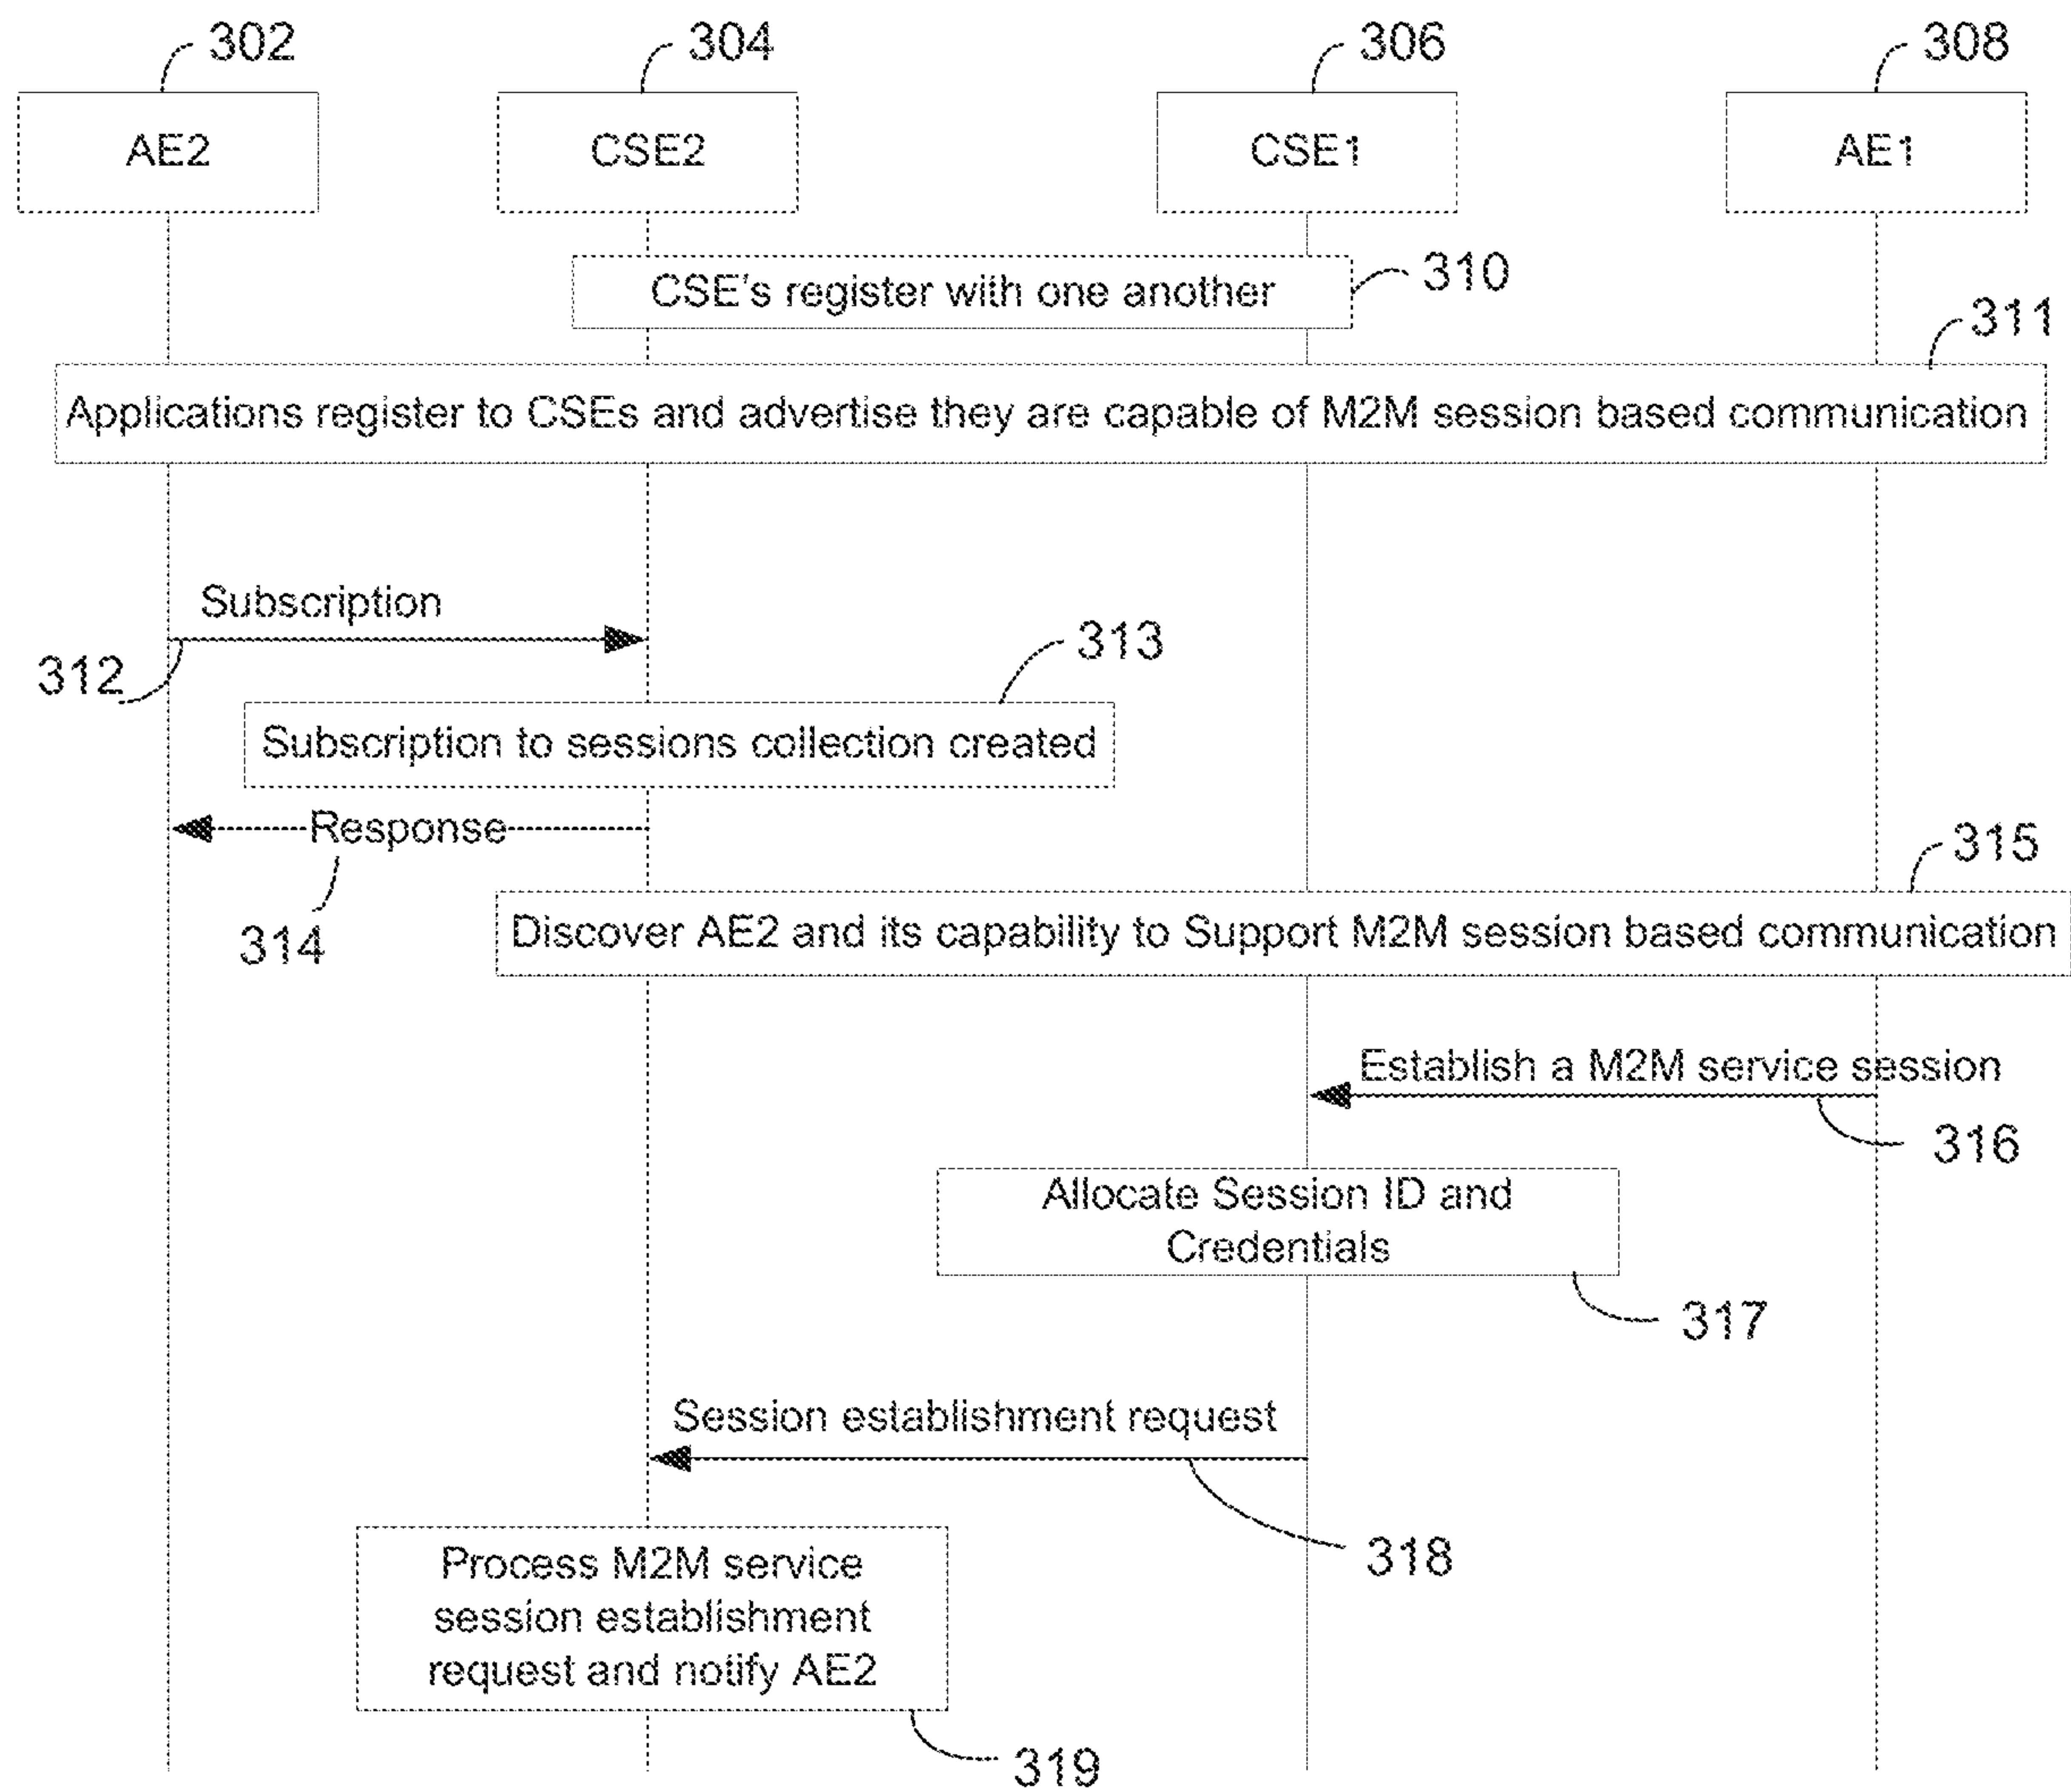 302
304
306
308
AE2
CSE2
CSE1
AE1
CSE's register with one another
310
311
Applications register to CSEs and advertise they are capable of M2M session based communication
Subscription
312
313
Subscription to sessions collection created
Response
314
315
Discover AE2 and its capability to Support M2M session based communication
Establish a M2M service session
316
Allocate Session ID and
Credentials
317
Session establishment request
318
Process M2M service
session establishment
request and notify AE2
319